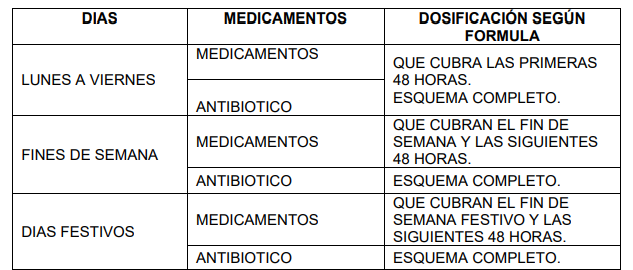 DIAS MEDICAMENTOS DOSIFICACIÓN SEGÚN
FORMULA
LUNES A VIERNES
MEDICAMENTOS
ANTIBIOTICO
QUE CUBRA LAS PRIMERAS
48 HORAS.
ESQUEMA COMPLETO.
FINES DE SEMANA
MEDICAMENTOS
QUE CUBRAN EL FIN DE
SEMANA Y LAS SIGUIENTES
48 HORAS.
ANTIBIOTICO
ESQUEMA COMPLETO.
DIAS FESTIVOS
MEDICAMENTOS
QUE CUBRAN EL FIN DE
SEMANA FESTIVO Y LAS
SIGUIENTES 48 HORAS.
ANTIBIOTICO
ESQUEMA COMPLETO.